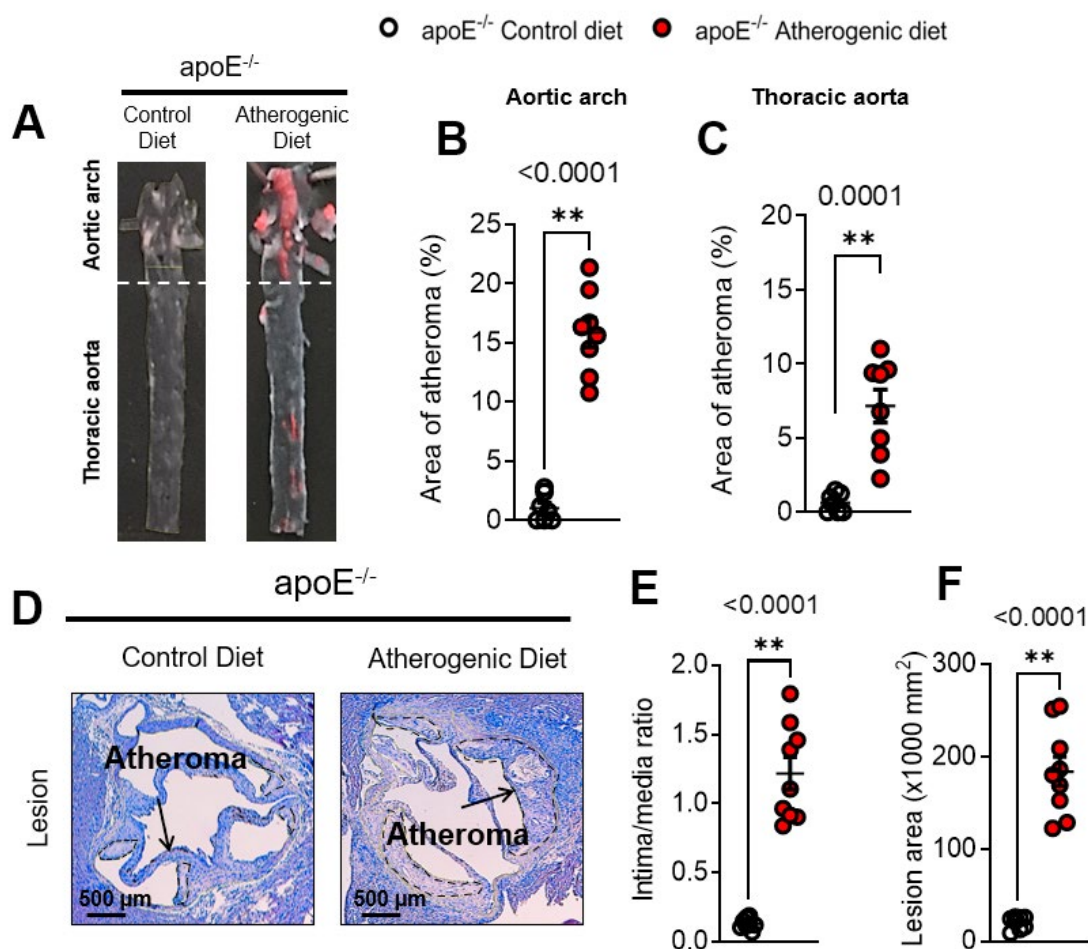 apoE-/- Control diet
apoE-/- Atherogenic diet
A
apoE-/-
Control
Diet
Atherogenic
Diet
Aortic arch
Thoracic aorta
B
Aortic arch
<0.0001
**
Area of atheroma (%)
25
20
15
10
5
0
C
Thoracic aorta
0.0001
**
Area of atheroma (%)
20
15
10
5
0
D
apoE-/-
Control Diet
Atherogenic Diet
Lesion
Atheroma
500 µm
Atheroma
500 µm
E
<0.0001
**
Intima/media ratio
2.0
1.5
1.0
0.5
0.0
F
<0.0001
**
Lesion area (x1000 mm²)
300
200
100
0